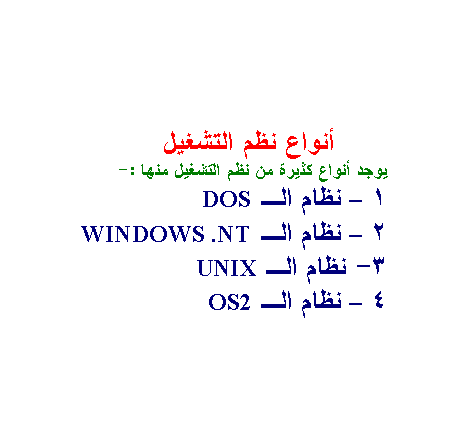 أنواع نظم التشغيل
يوجد أنواع كثيرة من نظم التشغيل منها :-
١ – نظام الـــ DOS
٢ – نظام الـــ WINDOWS .NT
٣- نظام الـــ UNIX
٤ – نظام الـــ OS2